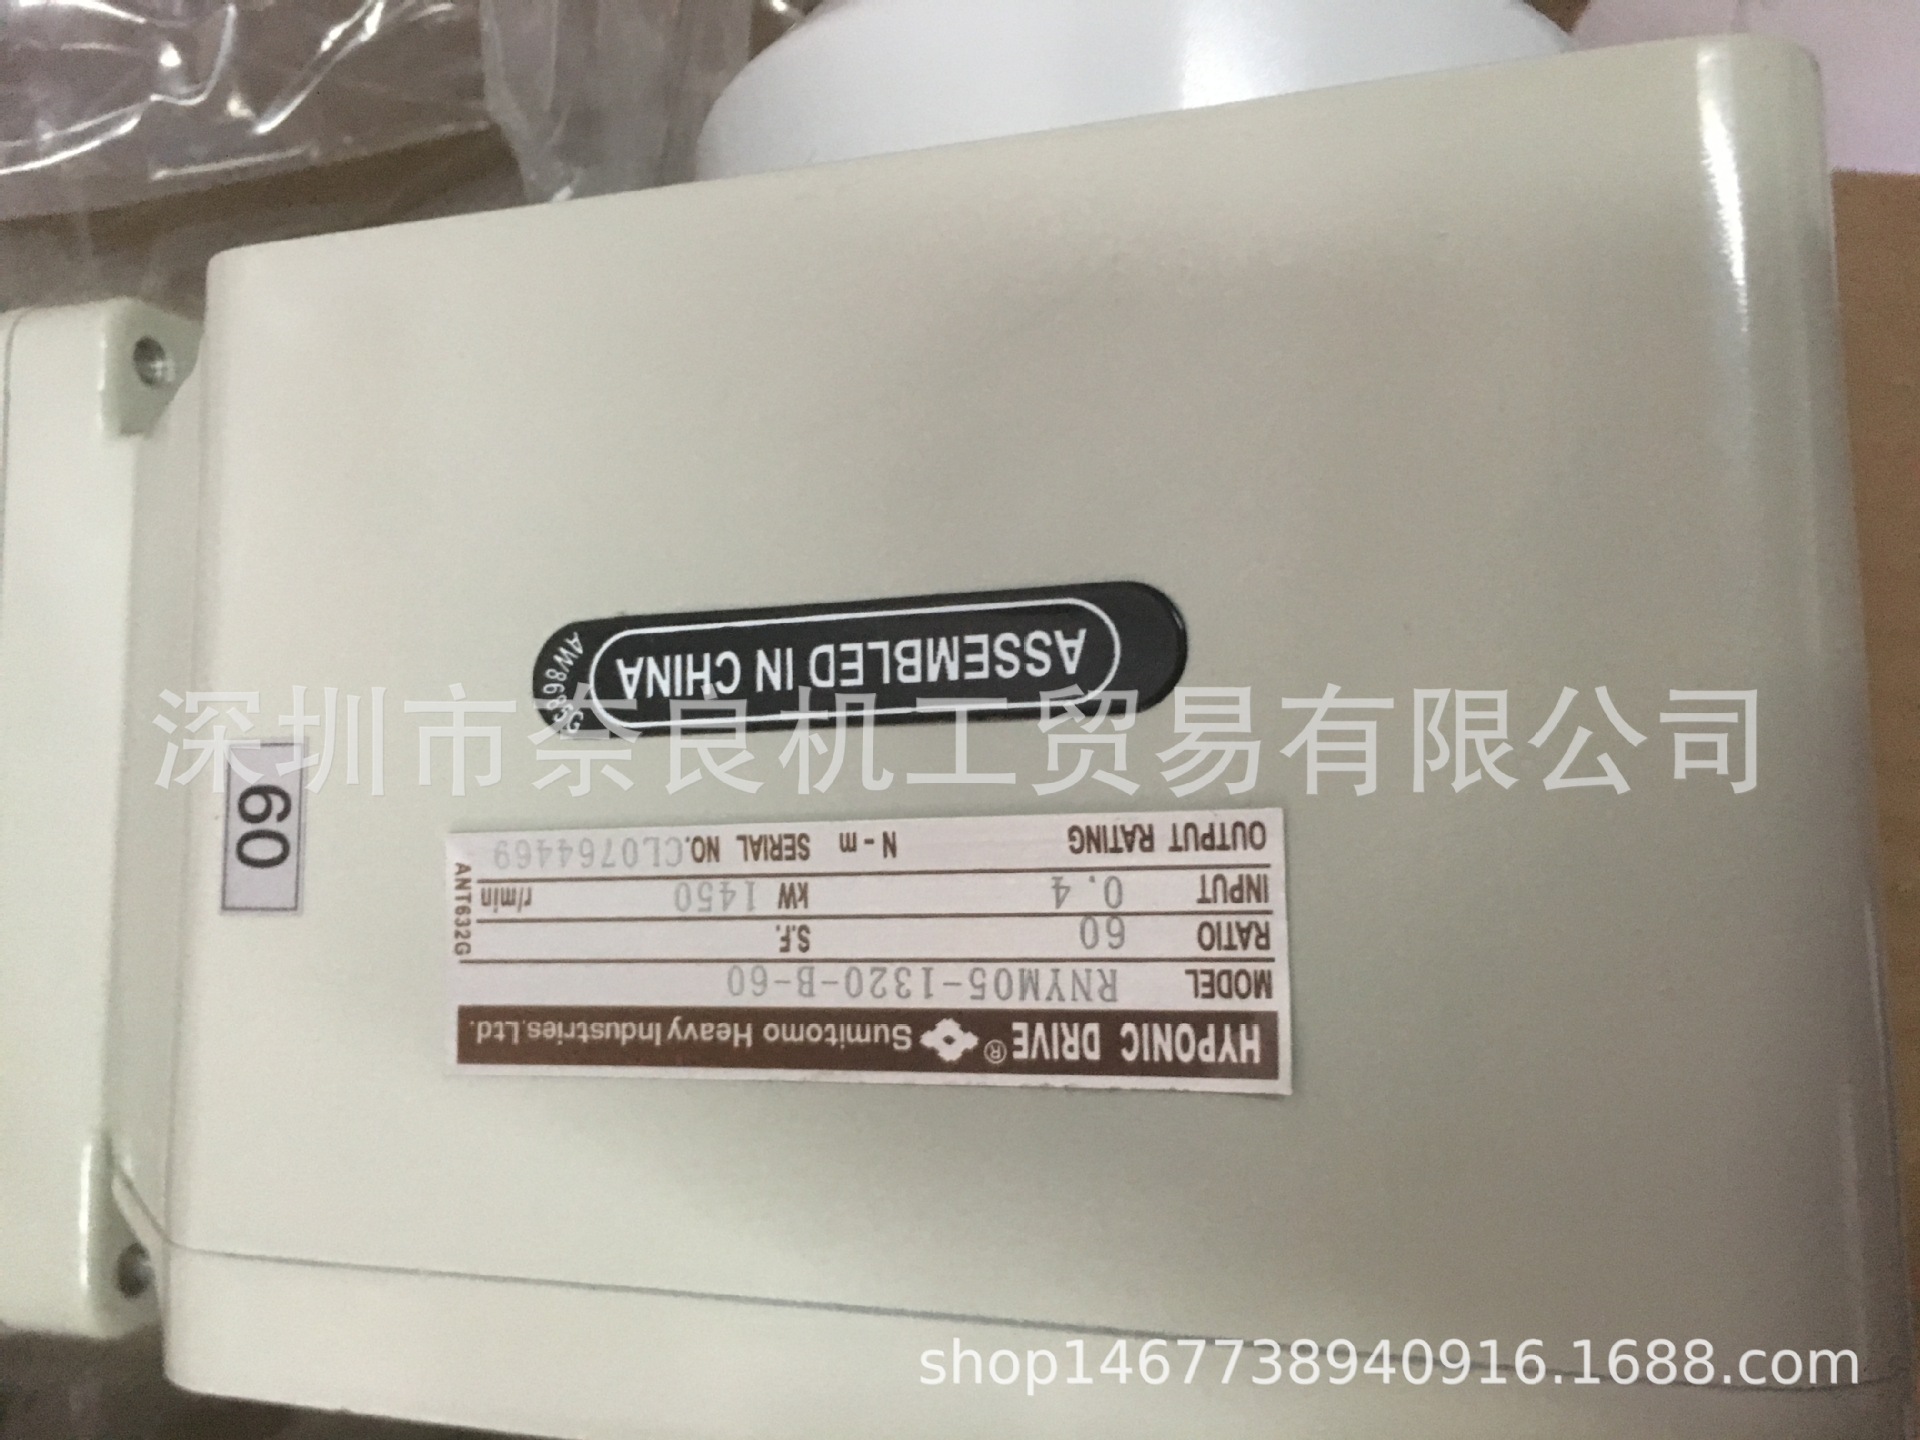 HYPONIC DRIVE® Sumitomo Heavy Industries,Ltd.
MODEL RNYM05-1320-B-60
RATIO 60 S.F.
INPUT 0.4 kW 1450 r/min
OUTPUT RATING N-m SERIAL NO.CL0764469
ANT632G
ASSEMBLED IN CHINA
60
深圳市奈良机工贸易有限公司
shop1467738940916.1688.com